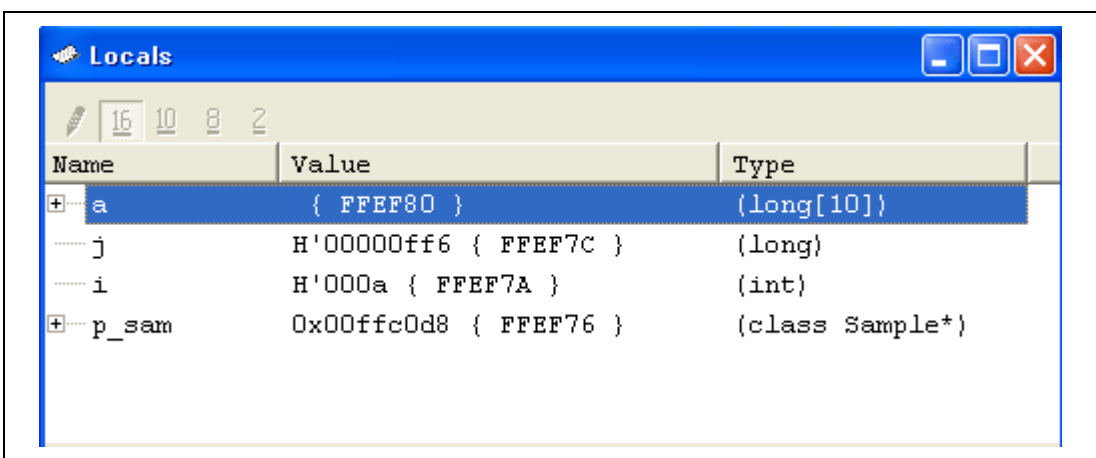 Locals
16 10 8 2
Name Value Type
a { FFEF80 } (long[10])
j H'00000ff6 { FFEF7C } (long)
i H'000a { FFEF7A } (int)
p_sam 0x00ffc0d8 { FFEF76 } (class Sample*)